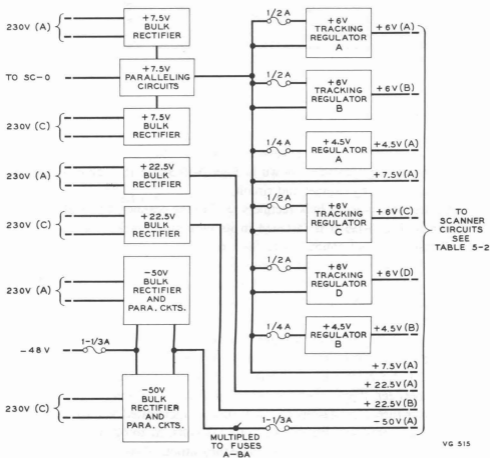 230V (A)
+7.5V
BULK
RECTIFIER
TO SC-0
+7.5V
PARALLELING
CIRCUITS
230V (C)
+7.5V
BULK
RECTIFIER
230V (A)
+22.5V
BULK
RECTIFIER
230V (C)
+22.5V
BULK
RECTIFIER
230V (A)
-50V
BULK
RECTIFIER
AND
PARA. CKTS.
-48V
1-1/3A
230V (C)
-50V
BULK
RECTIFIER
AND
PARA. CKTS.
1/2 A
+6V
TRACKING
REGULATOR
A
+6V(A)
1/2 A
+6V
TRACKING
REGULATOR
B
+6V(B)
1/4 A
+4.5V
REGULATOR
A
+4.5V(A)
+7.5V(A)
1/2A
+6V
TRACKING
REGULATOR
C
+6V(C)
1/2A
+6V
TRACKING
REGULATOR
D
+6V(D)
1/4 A
+4.5V
REGULATOR
B
+4.5V(B)
+7.5V(A)
+22.5V(A)
+22.5V(B)
1-1/3A
-50V(A)
MULTIPLED
TO FUSES
A-BA
TO
SCANNER
CIRCUITS
SEE
TABLE 5-2
VG 515